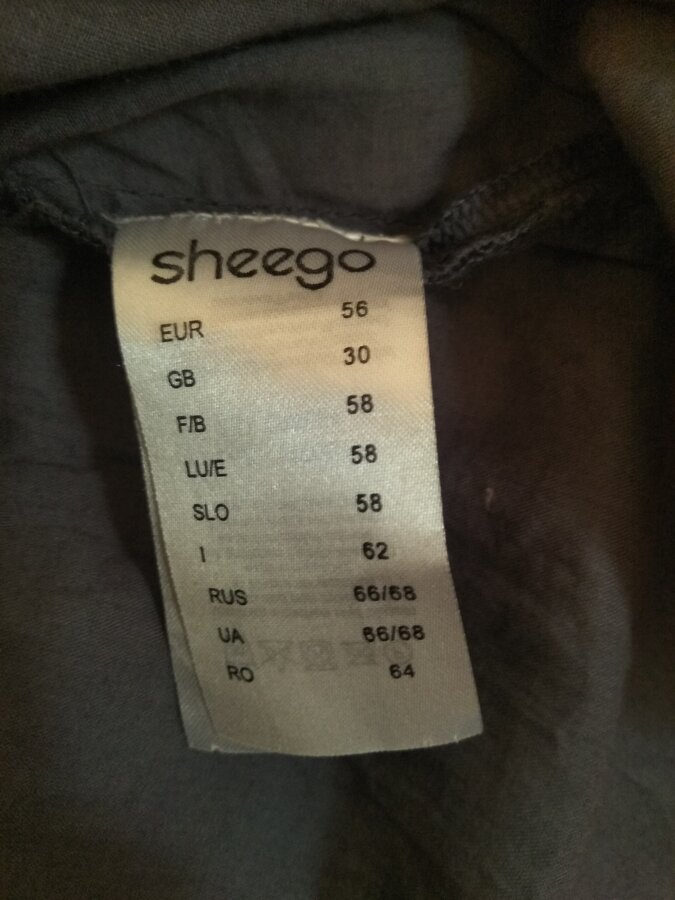 sheego
EUR 56
GB 30
F/B 58
LU/E 58
SLO 58
I 62
RUS 66/68
UA 66/68
RO 64